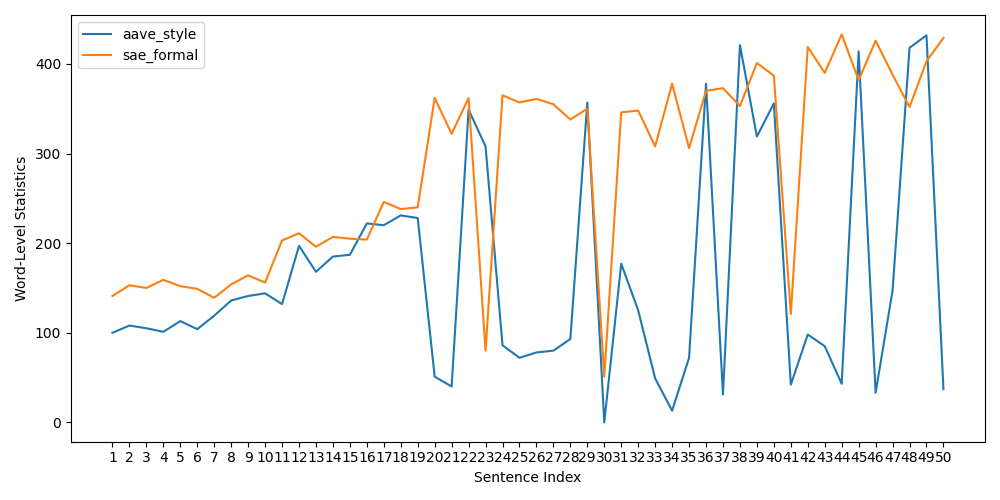 aave_style
sae_formal
400
300
200
100
0
Word-Level Statistics
1 2 3 4 5 6 7 8 9 10 11 12 13 14 15 16 17 18 19 20 21 22 23 24 25 26 27 28 29 30 31 32 33 34 35 36 37 38 39 40 41 42 43 44 45 46 47 48 49 50
Sentence Index